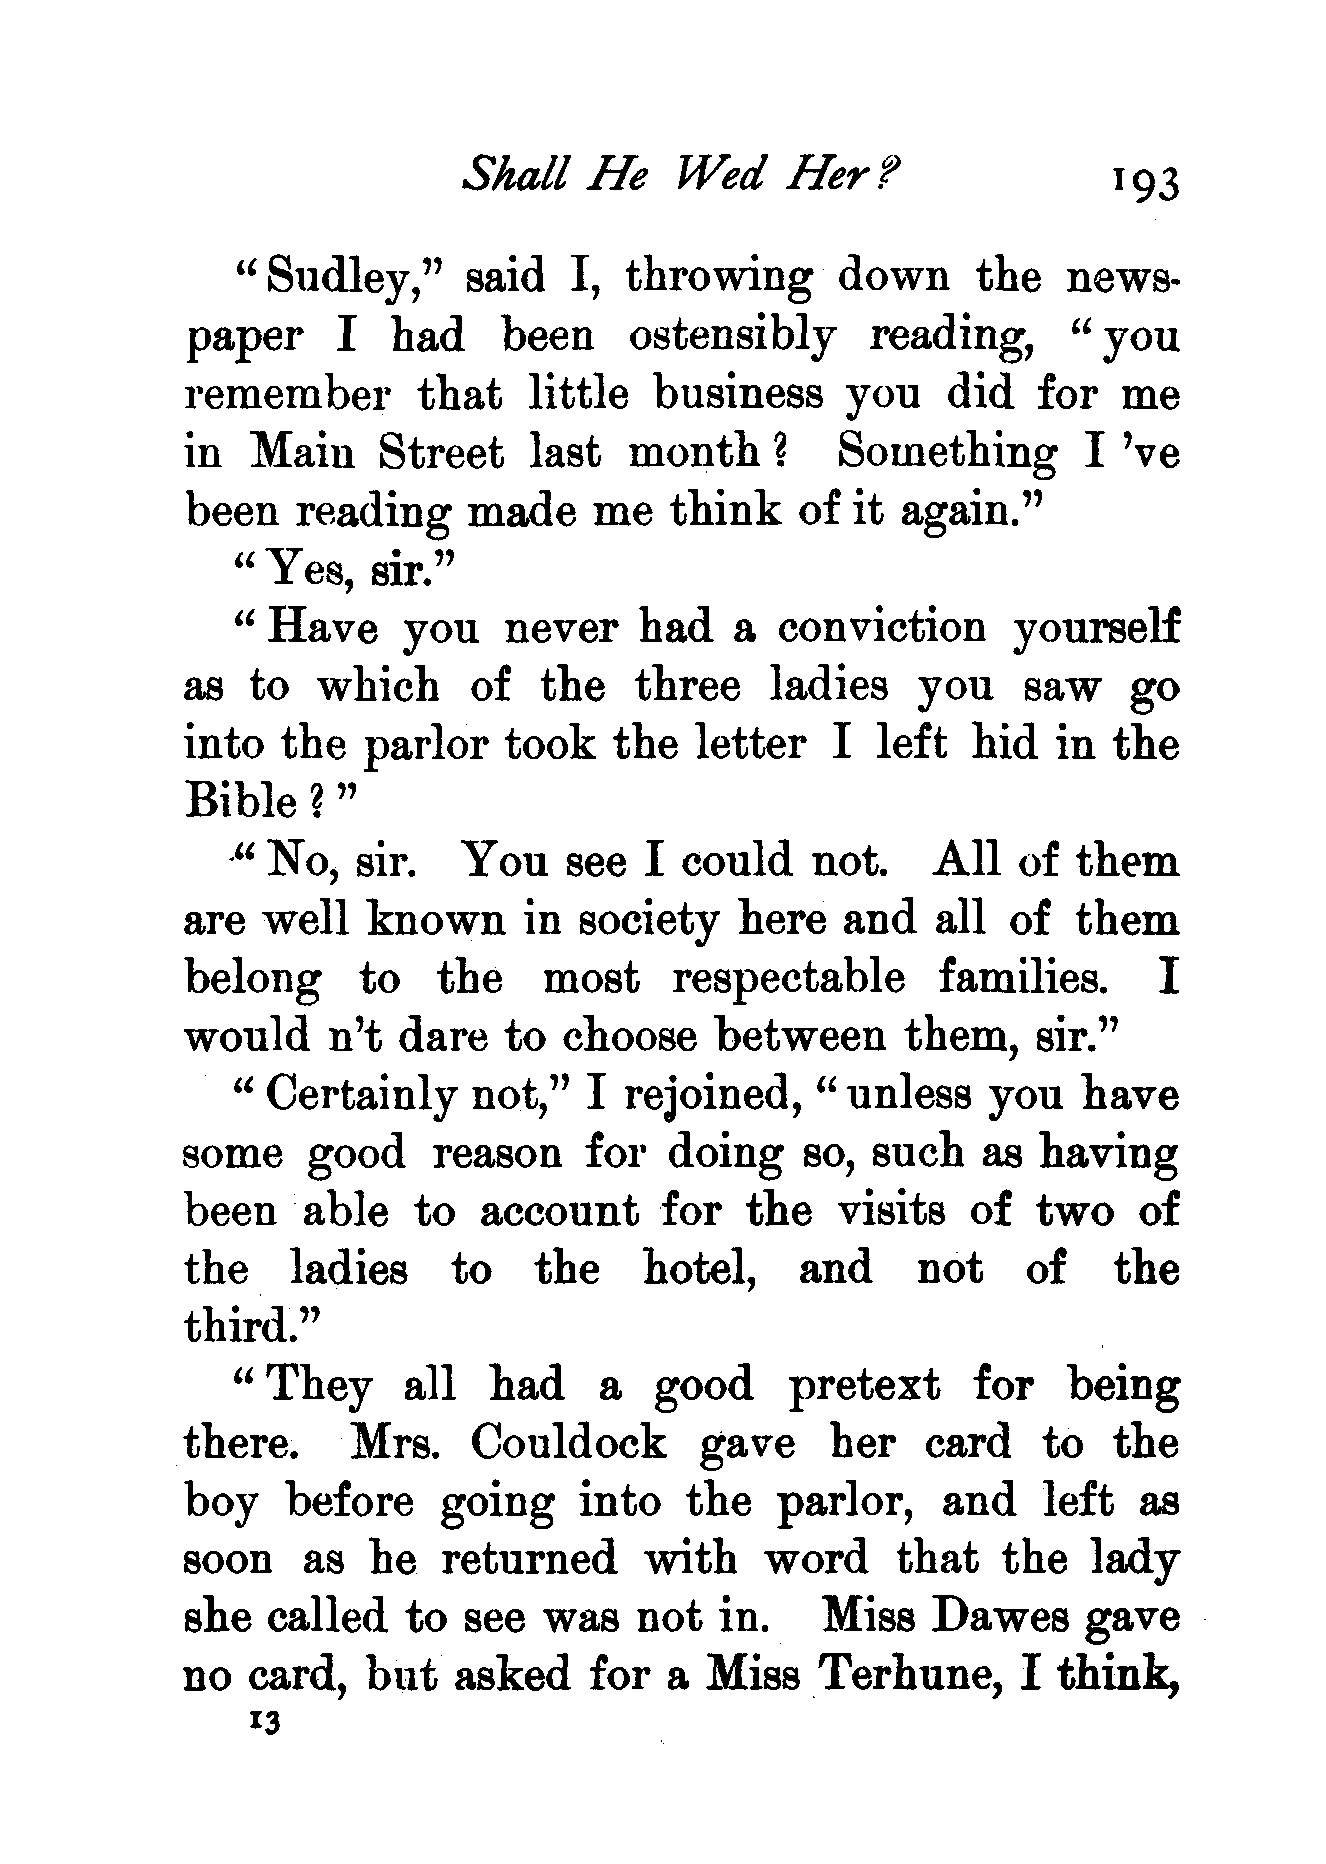 Shall He Wed Her? 193
“Sudley,” said I, throwing down the news-
paper I had been ostensibly reading, “you
remember that little business you did for me
in Main Street last month? Something I 've
been reading made me think of it again.”
“Yes, sir.”
“Have you never had a conviction yourself
as to which of the three ladies you saw go
into the parlor took the letter I left hid in the
Bible?”
“No, sir. You see I could not. All of them
are well known in society here and all of them
belong to the most respectable families. I
would n't dare to choose between them, sir.”
“Certainly not,” I rejoined, “unless you have
some good reason for doing so, such as having
been able to account for the visits of two of
the ladies to the hotel, and not of the
third.”
“They all had a good pretext for being
there. Mrs. Couldock gave her card to the
boy before going into the parlor, and left as
soon as he returned with word that the lady
she called to see was not in. Miss Dawes gave
no card, but asked for a Miss Terhune, I think,
13